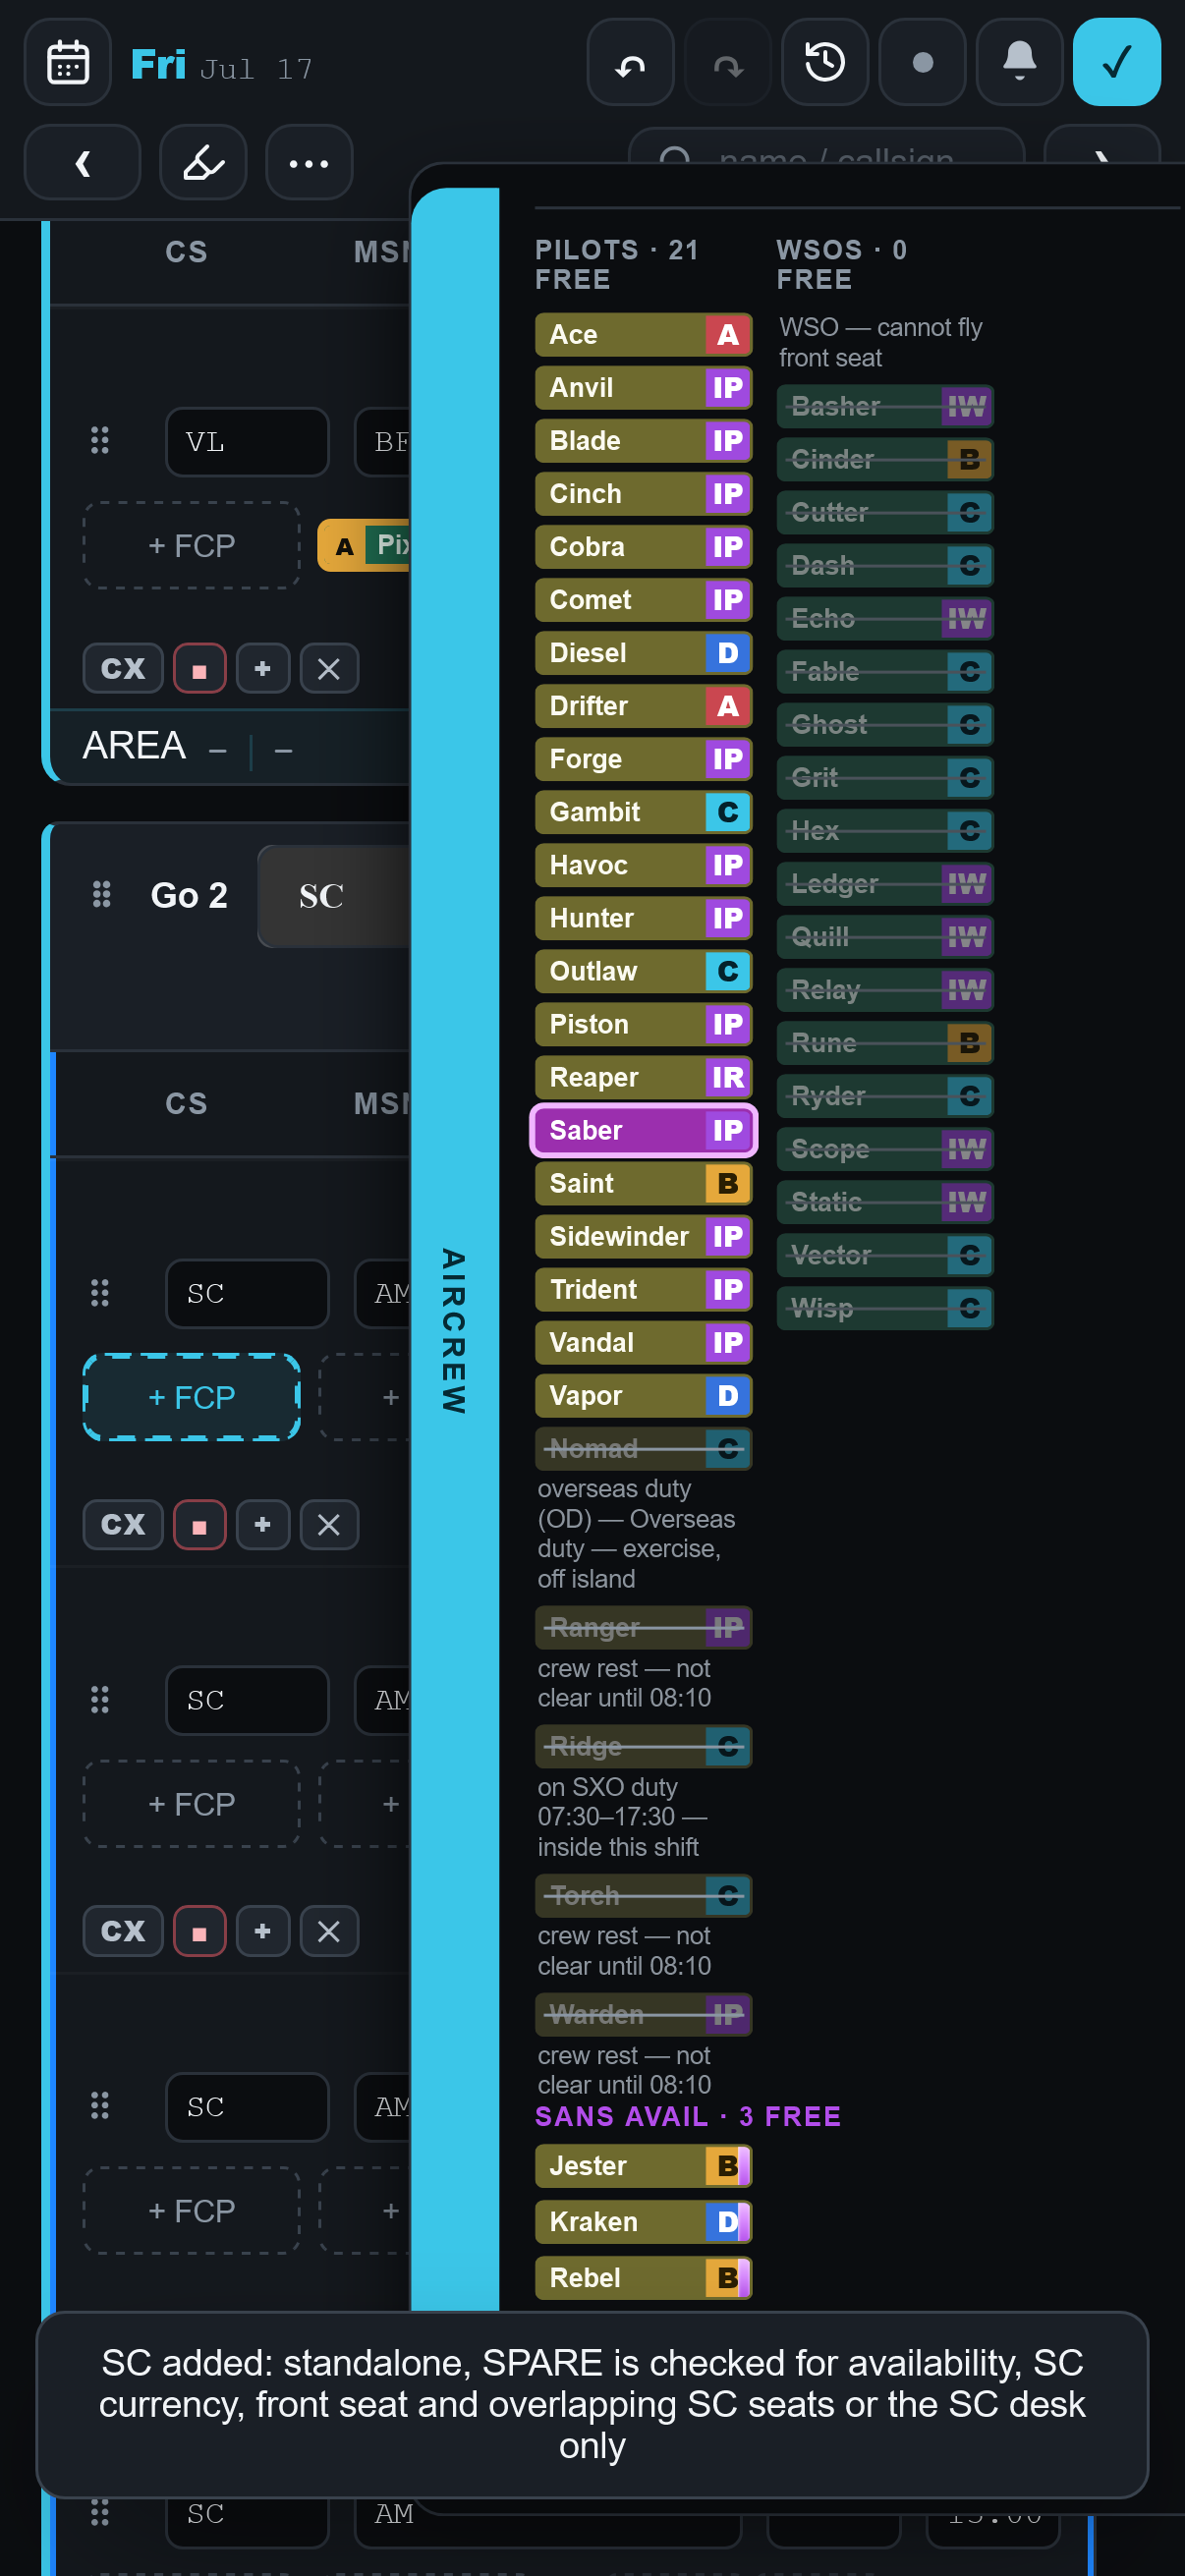 Fri Jul 17
name / callsign
CS MSN
VL
+ FCP A
CX + ×
AREA – | –
Go 2 SC
CS
SC AM
+ FCP +
CX + ×
SC AM
+ FCP +
CX + ×
SC AM
+ FCP +
SC AM
AIRCREW
PILOTS · 21
FREE
Ace A
Anvil IP
Blade IP
Cinch IP
Cobra IP
Comet IP
Diesel D
Drifter A
Forge IP
Gambit C
Havoc IP
Hunter IP
Outlaw C
Piston IP
Reaper IR
Saber IP
Saint B
Sidewinder IP
Trident IP
Vandal IP
Vapor D
Nomad C
overseas duty
(OD) — Overseas
duty — exercise,
off island
Ranger IP
crew rest — not
clear until 08:10
Ridge C
on SXO duty
07:30–17:30 —
inside this shift
Torch C
crew rest — not
clear until 08:10
Warden IP
crew rest — not
clear until 08:10
WSOS · 0
FREE
WSO — cannot fly
front seat
Basher IW
Cinder B
Cutter C
Dash C
Echo IW
Fable C
Ghost C
Grit C
Hex C
Ledger IW
Quill IW
Relay IW
Rune B
Ryder C
Scope IW
Static IW
Vector C
Wisp C
SANS AVAIL · 3 FREE
Jester B
Kraken D
Rebel B
SC added: standalone, SPARE is checked for availability, SC
currency, front seat and overlapping SC seats or the SC desk
only